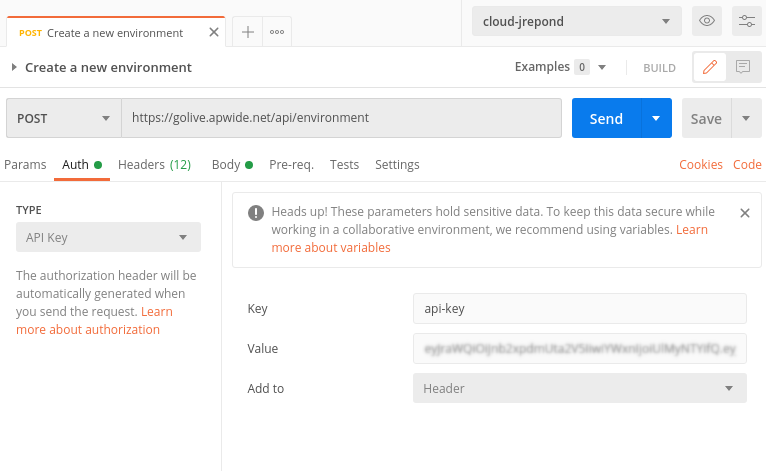 POST Create a new environment
cloud-jrepond
Create a new environment
Examples 0
BUILD
POST
https://golive.apwide.net/api/environment
Send
Save
Params Auth Headers (12) Body Pre-req. Tests Settings Cookies Code
TYPE
API Key
The authorization header will be
automatically generated when
you send the request. Learn
more about authorization
Heads up! These parameters hold sensitive data. To keep this data secure while
working in a collaborative environment, we recommend using variables. Learn
more about variables
Key
api-key
Value
Add to
Header